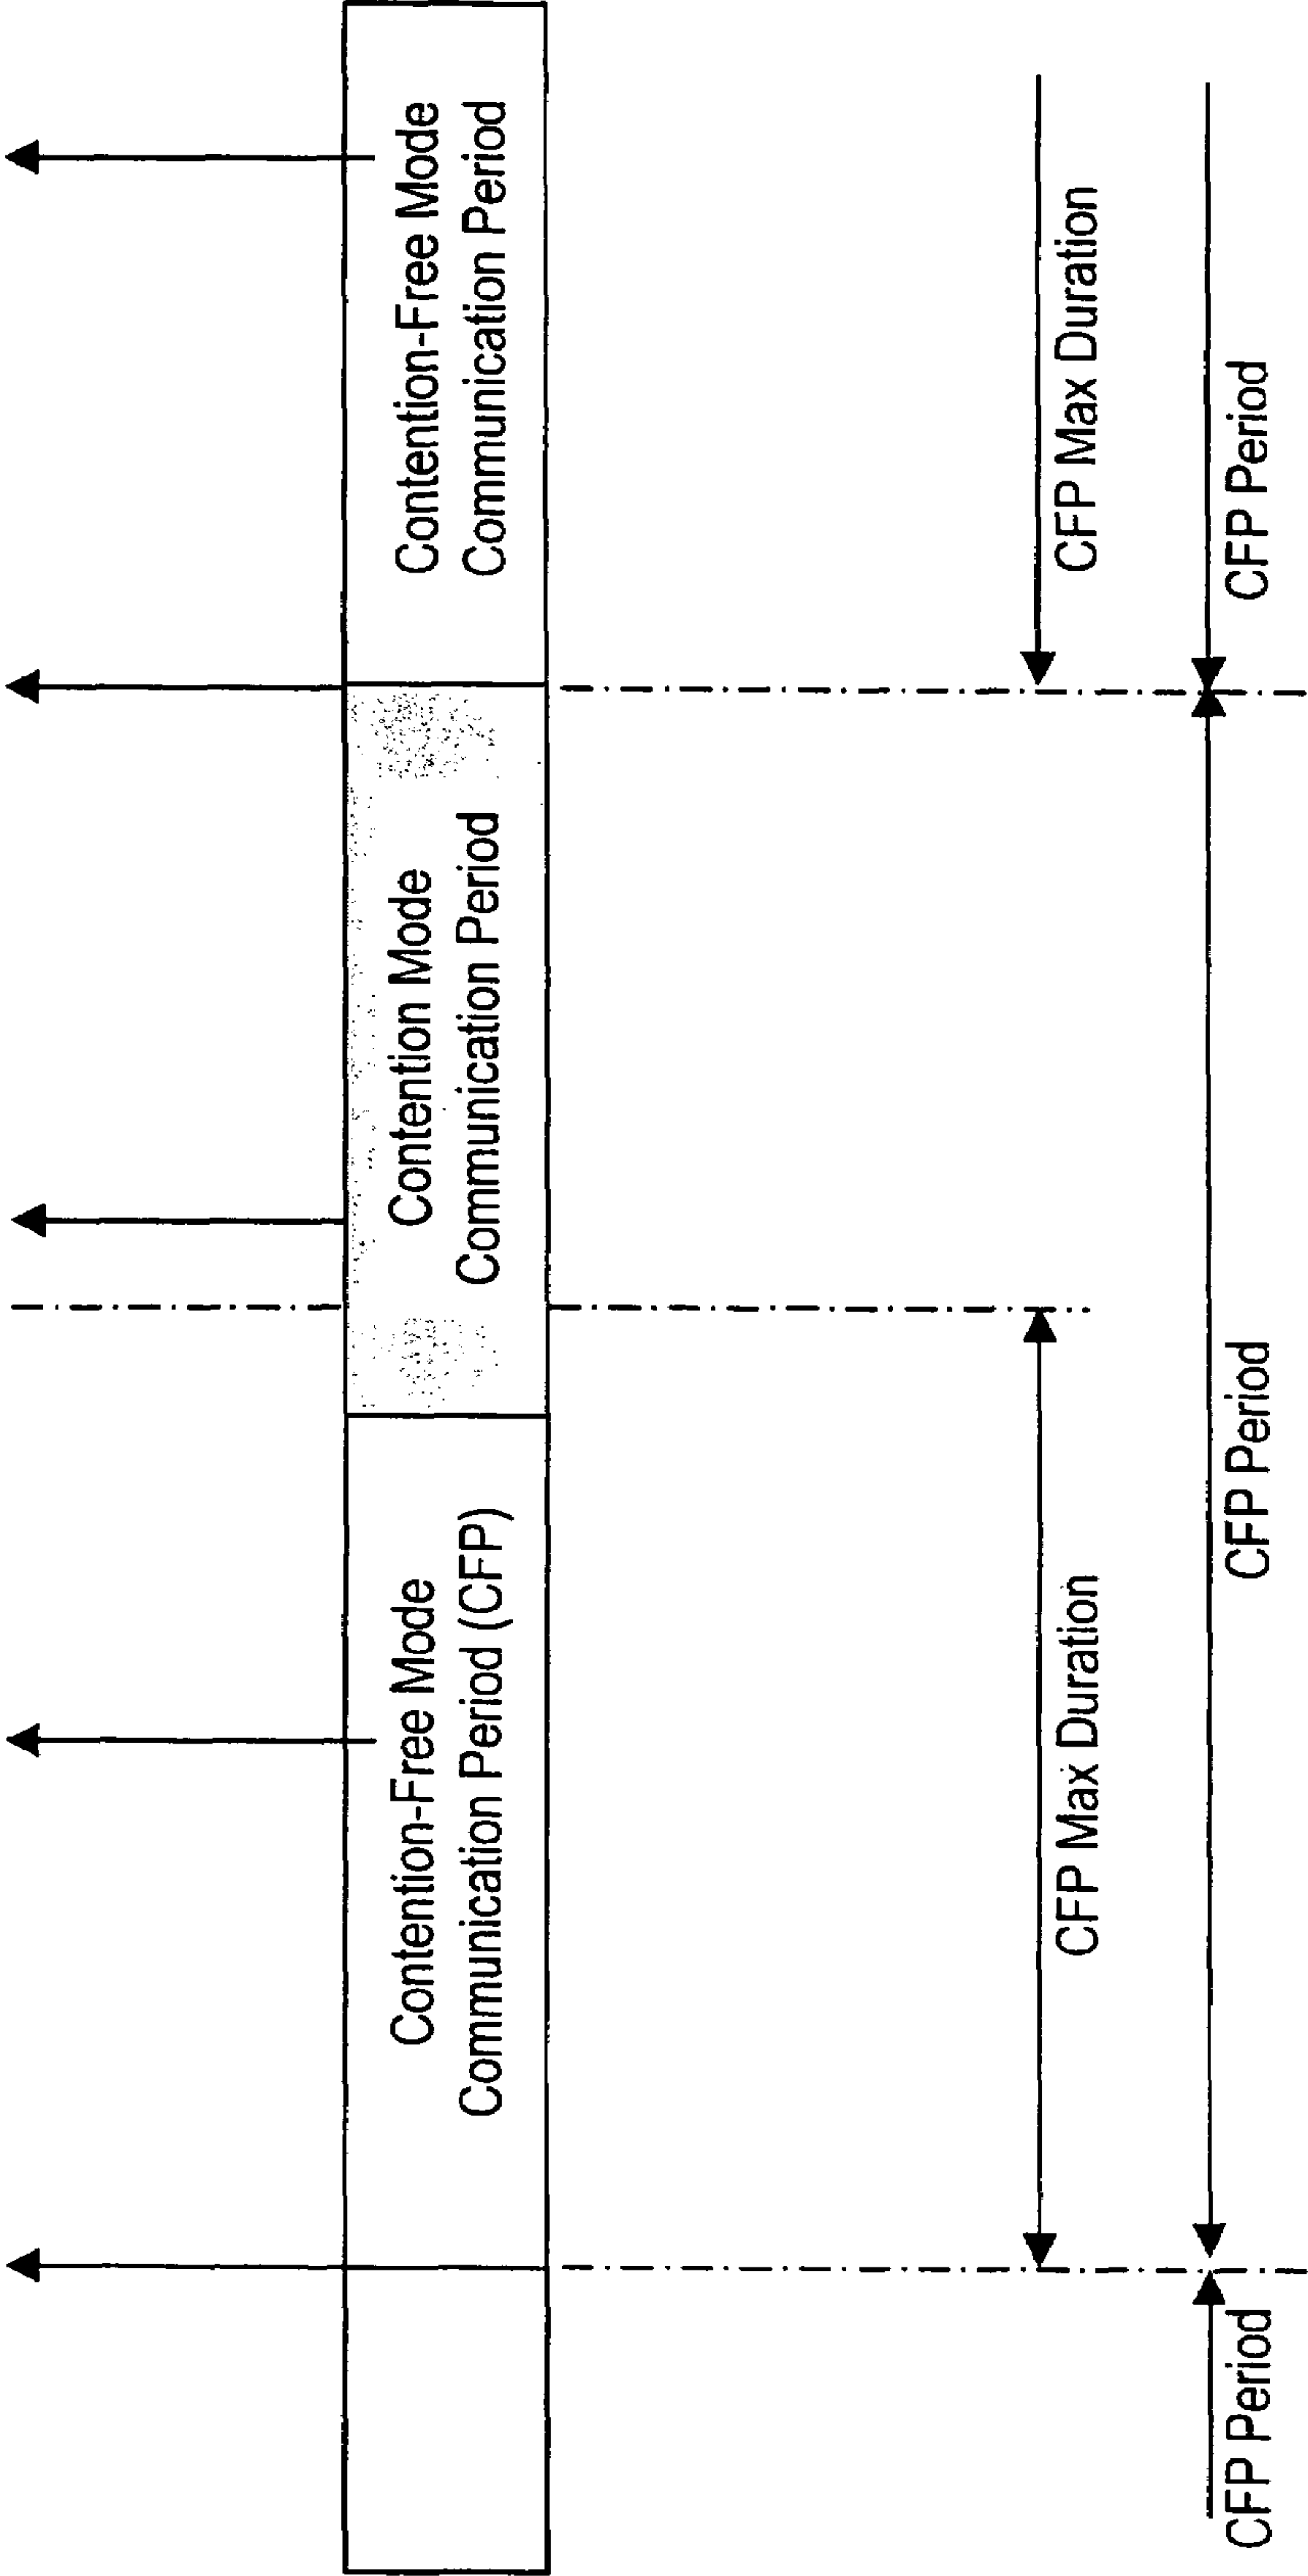 Contention-Free Mode
Communication Period (CFP)
Contention Mode
Communication Period
Contention-Free Mode
Communication Period
CFP Max Duration
CFP Max Duration
CFP Period
CFP Period
CFP Period